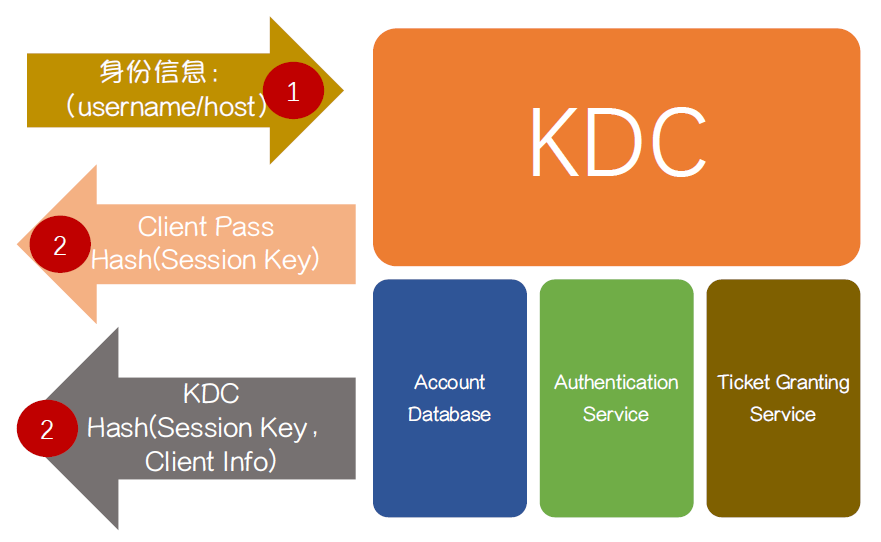 身份信息：
（username/host）
1
Client Pass
Hash(Session Key)
2
KDC
Hash(Session Key，
Client Info)
2
KDC
Account
Database
Authentication
Service
Ticket Granting
Service